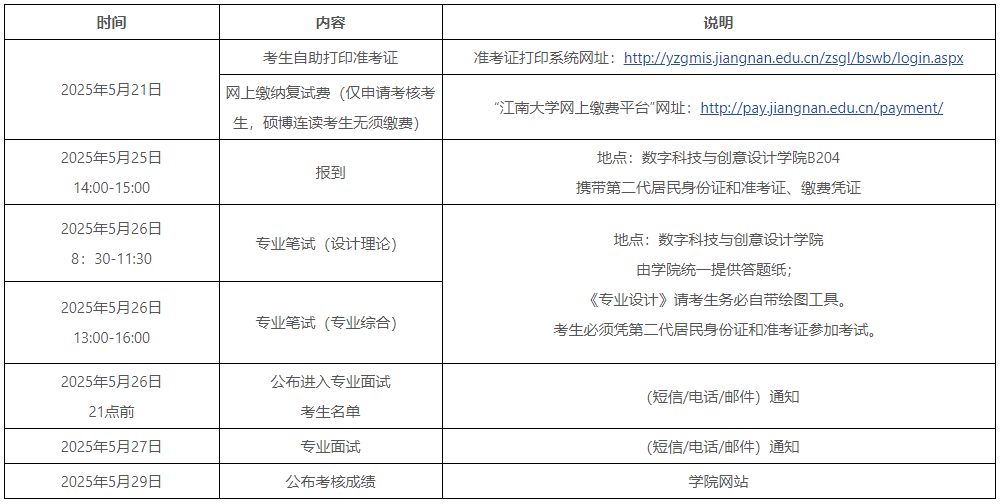 时间 内容 说明
2025年5月21日
考生自助打印准考证
准考证打印系统网址：http://yzgmis.jiangnan.edu.cn/zsgl/bswb/login.aspx
网上缴纳复试费（仅申请考核考
生，硕博连读考生无须缴费）
“江南大学网上缴费平台”网址：http://pay.jiangnan.edu.cn/payment/
2025年5月25日
14:00-15:00
报到
地点：数字科技与创意设计学院B204
携带第二代居民身份证和准考证、缴费凭证
2025年5月26日
8：30-11:30
专业笔试（设计理论）
2025年5月26日
13:00-16:00
专业笔试（专业综合）
地点：数字科技与创意设计学院
由学院统一提供答题纸；
《专业设计》请考生务必自带绘图工具。
考生必须凭第二代居民身份证和准考证参加考试。
2025年5月26日
21点前
公布进入专业面试
考生名单
（短信/电话/邮件）通知
2025年5月27日
专业面试
（短信/电话/邮件）通知
2025年5月29日
公布考核成绩
学院网站